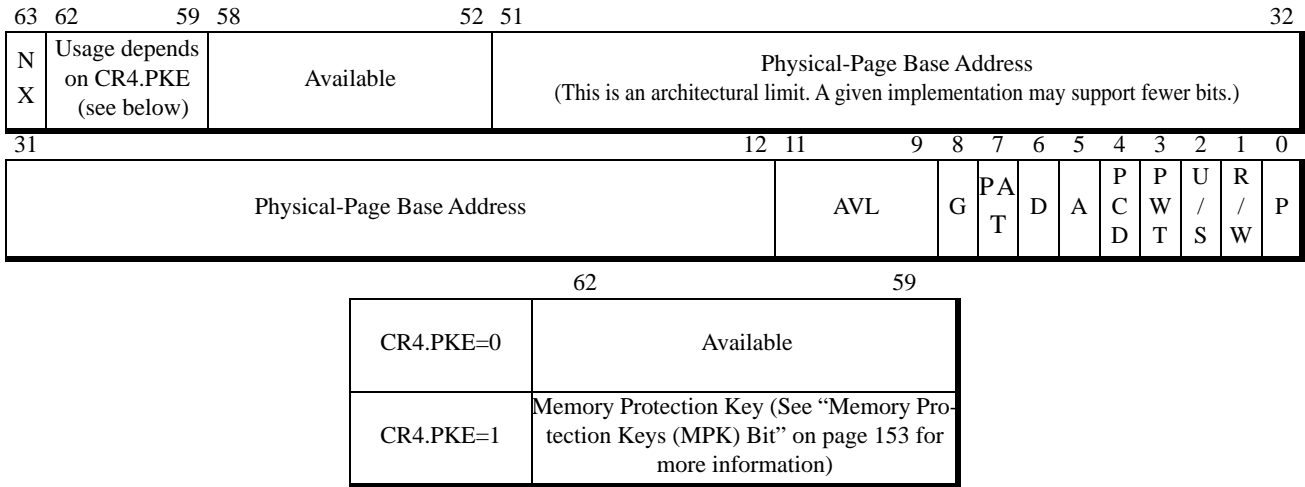 63 62 59 58 52 51 32
N X
Usage depends
on CR4.PKE
(see below)
Available
Physical-Page Base Address
(This is an architectural limit. A given implementation may support fewer bits.)
31 12 11 9 8 7 6 5 4 3 2 1 0
Physical-Page Base Address
AVL
G
PA
T
D
A
P
C
D
P
W
T
U
/
S
R
/
W
P
62 59
CR4.PKE=0
Available
CR4.PKE=1
Memory Protection Key (See “Memory Pro-
tection Keys (MPK) Bit” on page 153 for
more information)